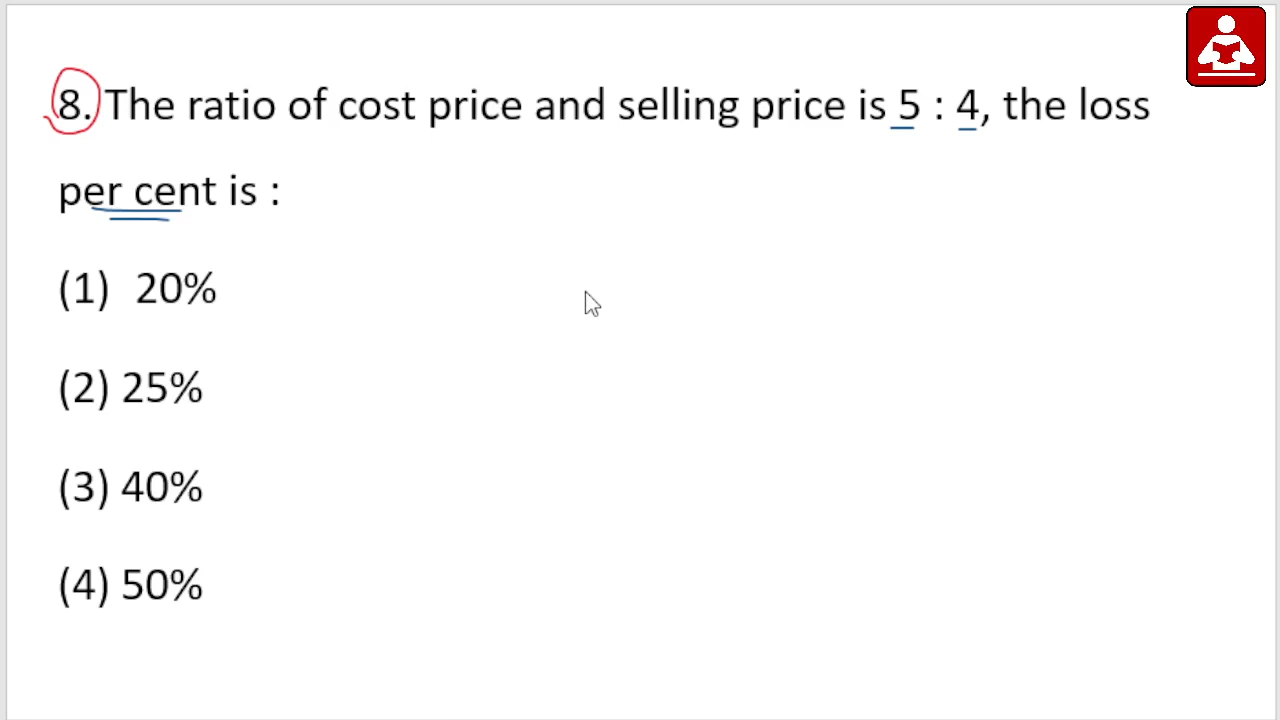 8. The ratio of cost price and selling price is 5 : 4, the loss
per cent is :
(1) 20%
(2) 25%
(3) 40%
(4) 50%